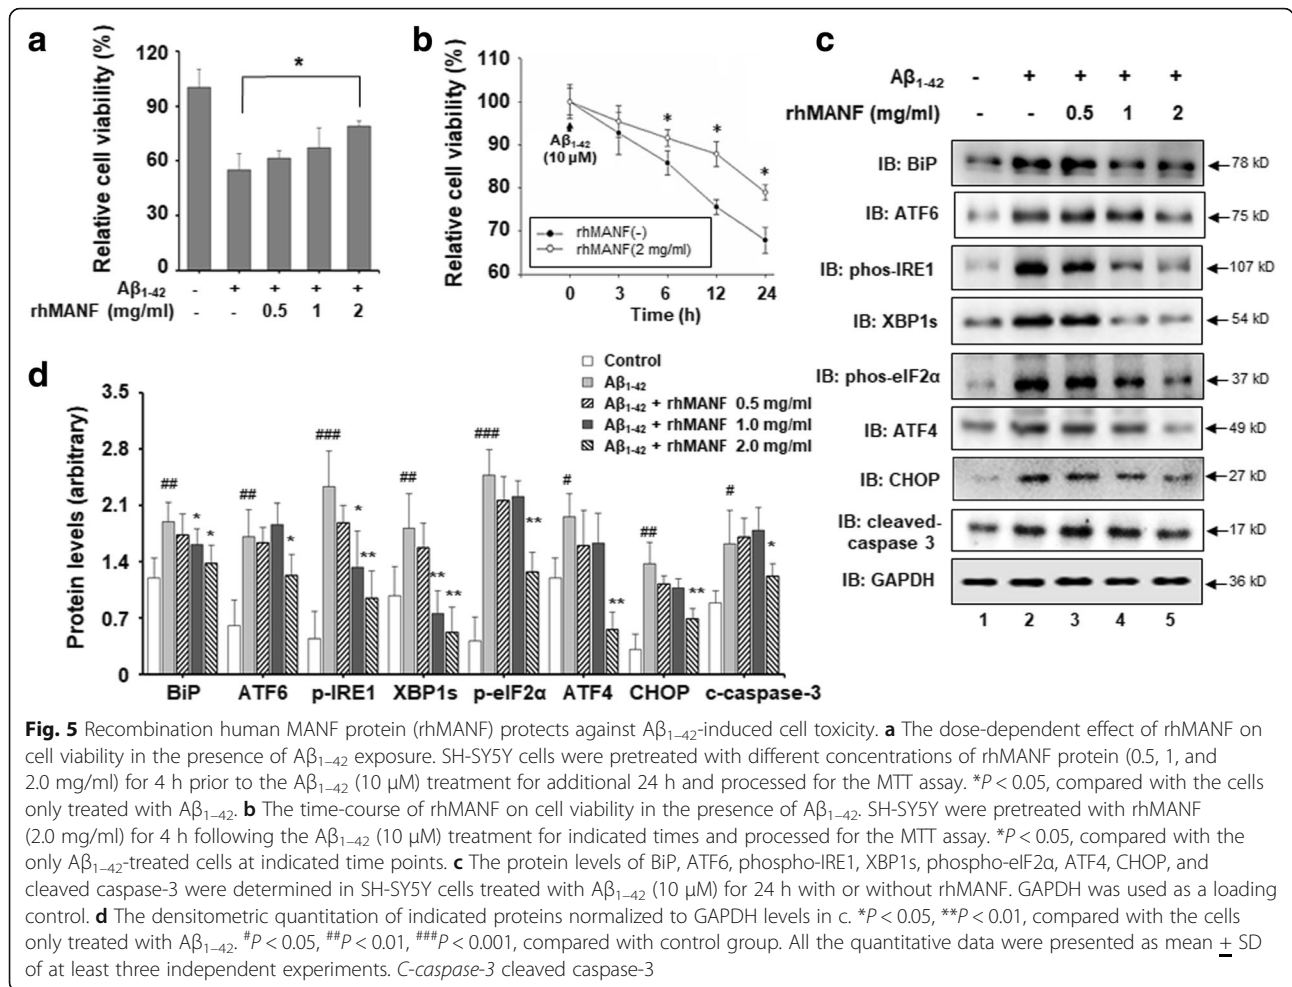 a
Relative cell viability (%)
120
90
60
30
0
*
Aβ1–42 - + + + +
rhMANF (mg/ml) - - 0.5 1 2
b
Relative cell viability (%)
110
100
90
80
70
60
Aβ1–42
(10 μM)
* * *
rhMANF(-)
rhMANF(2 mg/ml)
0 3 6 12 24
Time (h)
c
Aβ1–42 - + + + +
rhMANF (mg/ml) - - 0.5 1 2
IB: BiP 78 kD
IB: ATF6 75 kD
IB: phos-IRE1 107 kD
IB: XBP1s 54 kD
IB: phos-eIF2α 37 kD
IB: ATF4 49 kD
IB: CHOP 27 kD
IB: cleaved-
caspase 3 17 kD
IB: GAPDH 36 kD
1 2 3 4 5
d
Protein levels (arbitrary)
3.5
2.8
2.1
1.4
0.7
0
Control
Aβ1–42
Aβ1–42 + rhMANF 0.5 mg/ml
Aβ1–42 + rhMANF 1.0 mg/ml
Aβ1–42 + rhMANF 2.0 mg/ml
## * *
## *
### * **
## ** **
### **
# **
## **
# *
BiP ATF6 p-IRE1 XBP1s p-eIF2α ATF4 CHOP c-caspase-3
Fig. 5 Recombination human MANF protein (rhMANF) protects against Aβ1–42-induced cell toxicity. a The dose-dependent effect of rhMANF on
cell viability in the presence of Aβ1–42 exposure. SH-SY5Y cells were pretreated with different concentrations of rhMANF protein (0.5, 1, and
2.0 mg/ml) for 4 h prior to the Aβ1–42 (10 μM) treatment for additional 24 h and processed for the MTT assay. *P < 0.05, compared with the cells
only treated with Aβ1–42. b The time-course of rhMANF on cell viability in the presence of Aβ1–42. SH-SY5Y were pretreated with rhMANF
(2.0 mg/ml) for 4 h following the Aβ1–42 (10 μM) treatment for indicated times and processed for the MTT assay. *P < 0.05, compared with the
only Aβ1–42-treated cells at indicated time points. c The protein levels of BiP, ATF6, phospho-IRE1, XBP1s, phospho-eIF2α, ATF4, CHOP, and
cleaved caspase-3 were determined in SH-SY5Y cells treated with Aβ1–42 (10 μM) for 24 h with or without rhMANF. GAPDH was used as a loading
control. d The densitometric quantitation of indicated proteins normalized to GAPDH levels in c. *P < 0.05, **P < 0.01, compared with the cells
only treated with Aβ1–42. #P < 0.05, ##P < 0.01, ###P < 0.001, compared with control group. All the quantitative data were presented as mean ± SD
of at least three independent experiments. C-caspase-3 cleaved caspase-3